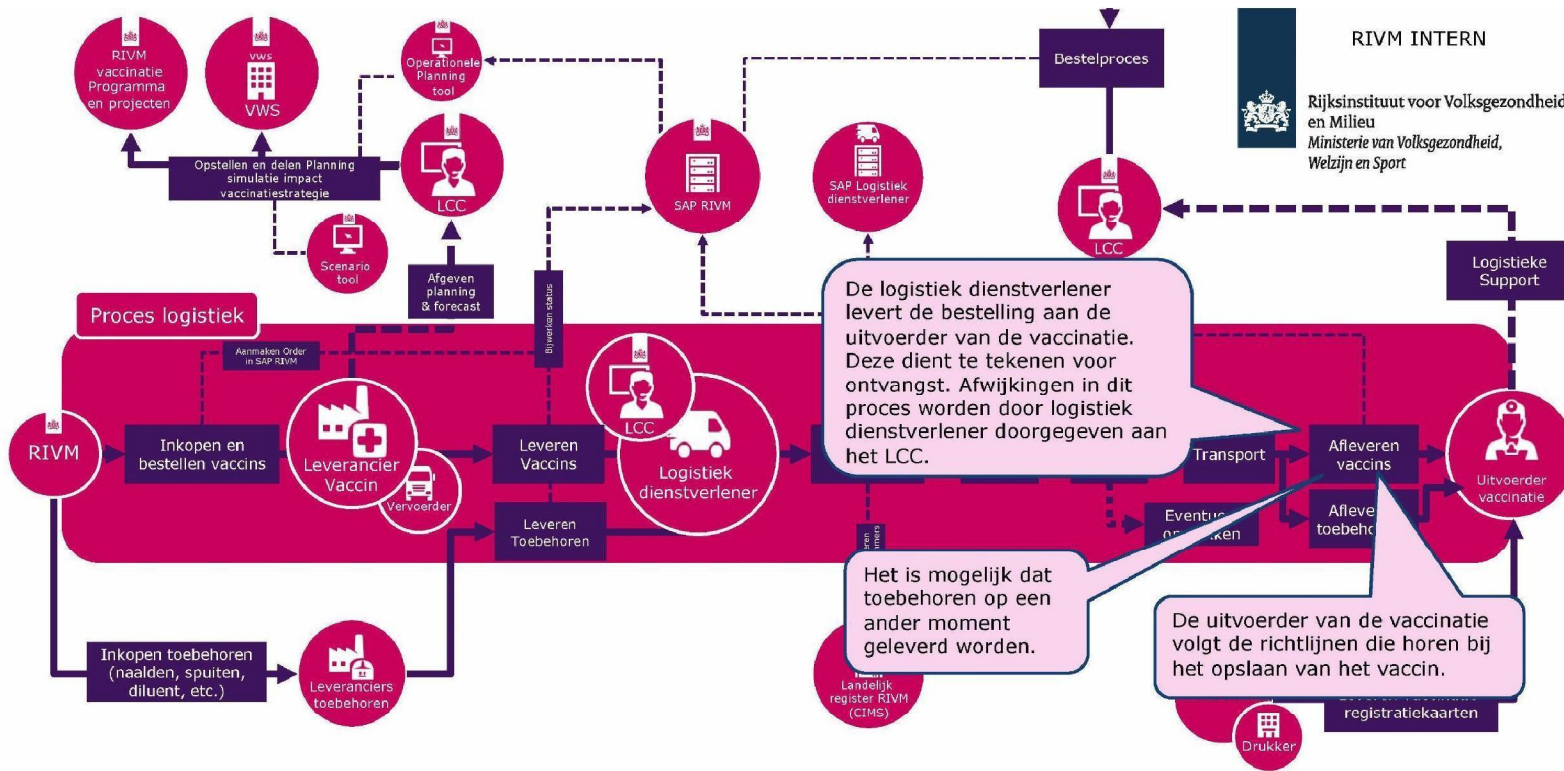 RIVM INTERN
Rijksinstituut voor Volksgezondheid
en Milieu
Ministerie van Volksgezondheid,
Welzijn en Sport
RIVM
vaccinatie
Programma
en projecten
vws
VWS
Operationele
Planning
tool
Bestelproces
Opstellen en delen Planning
simulatie impact
vaccinatiestrategie
LCC
SAP RIVM
SAP Logistiek
dienstverlener
LCC
Scenario
tool
Afgeven
planning
& forecast
Bijwerken status
Logistieke
Support
Proces logistiek
Aanmaken Order
in SAP RIVM
De logistiek dienstverlener
levert de bestelling aan de
uitvoerder van de vaccinatie.
Deze dient te tekenen voor
ontvangst. Afwijkingen in dit
proces worden door logistiek
dienstverlener doorgegeven aan
het LCC.
RIVM
Inkopen en
bestellen vaccins
Leverancier
Vaccin
Vervoerder
Leveren
Vaccins
LCC
Logistiek
dienstverlener
Transport
Afleveren
vaccins
Uitvoerder
vaccinatie
Leveren
Toebehoren
Het is mogelijk dat
toebehoren op een
ander moment
geleverd worden.
De uitvoerder van de vaccinatie
volgt de richtlijnen die horen bij
het opslaan van het vaccin.
Inkopen toebehoren
(naalden, spuiten,
diluent, etc.)
Leveranciers
toebehoren
Landelijk
register RIVM
(CIMS)
registratiekaarten
Drukker